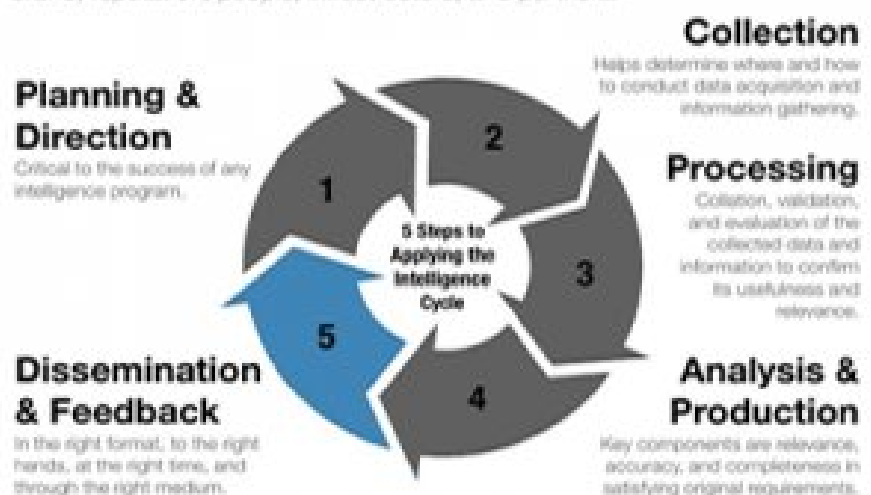 Collection
Helps determine where and how
to conduct data acquisition and
information gathering.
Planning &
Direction
Critical to the success of any
intelligence program.
1
2
Processing
Collation, validation,
and evaluation of the
collected data and
information to confirm
its usefulness and
relevance.
5 Steps to
Applying the
Intelligence
Cycle
3
5
4
Dissemination
& Feedback
In the right format, to the right
hands, at the right time, and
through the right medium.
Analysis &
Production
Key components are relevance,
accuracy, and completeness in
satisfying original requirements.